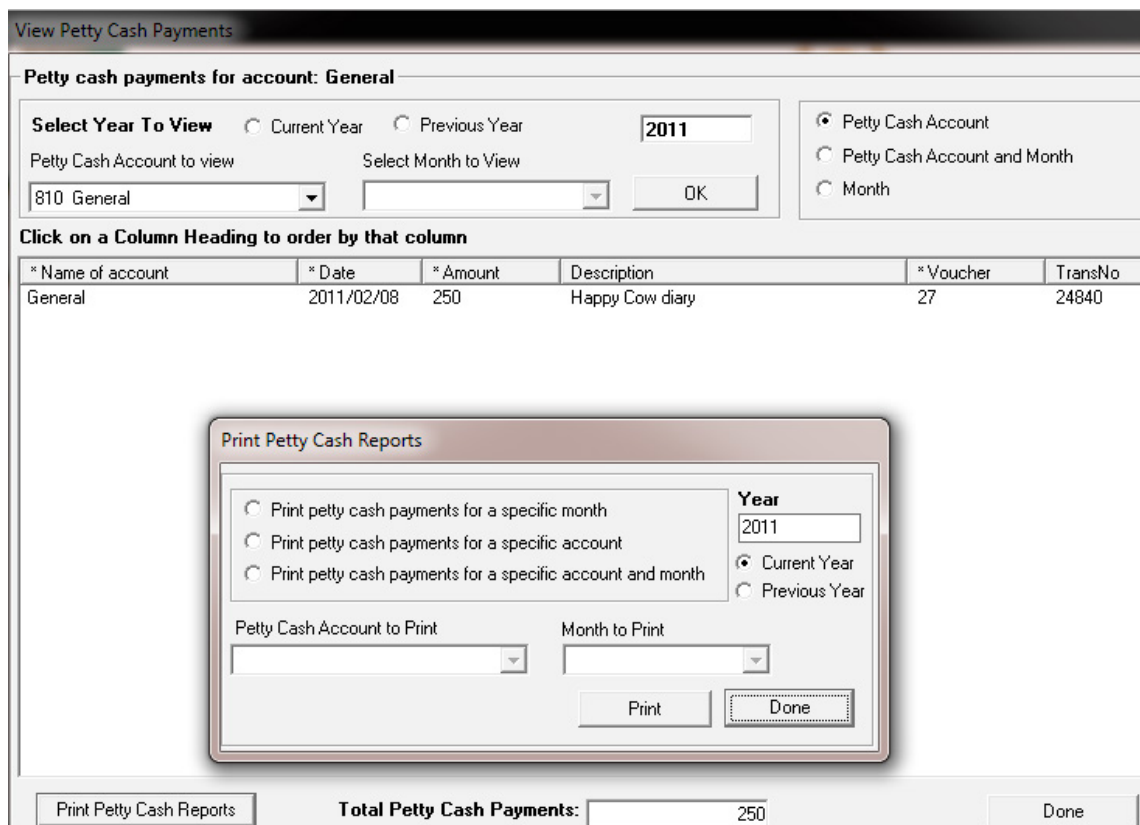 View Petty Cash Payments
Petty cash payments for account: General
Select Year To View Current Year Previous Year 2011
Petty Cash Account to view Select Month to View
810 General OK
Petty Cash Account
Petty Cash Account and Month
Month
Click on a Column Heading to order by that column
* Name of account * Date * Amount Description * Voucher TransNo
General 2011/02/08 250 Happy Cow diary 27 24840
Print Petty Cash Reports
Print petty cash payments for a specific month
Print petty cash payments for a specific account
Print petty cash payments for a specific account and month
Year
2011
Current Year
Previous Year
Petty Cash Account to Print Month to Print
Print Done
Print Petty Cash Reports Total Petty Cash Payments: 250 Done